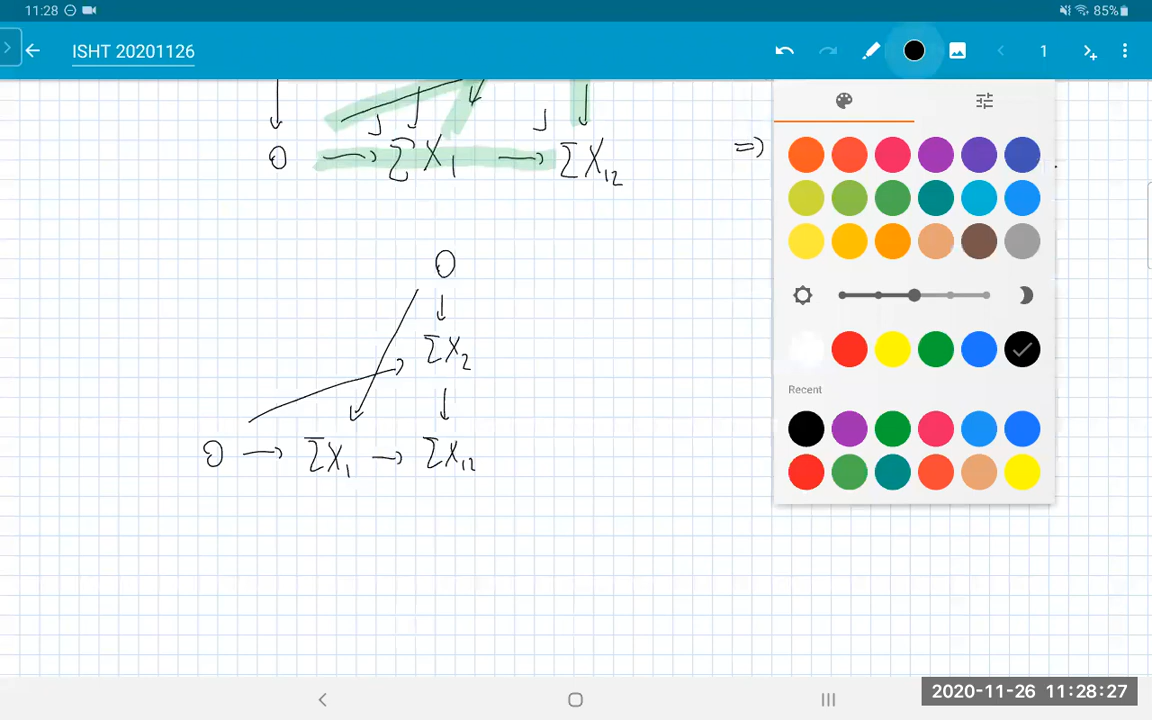 11:28
85%
ISHT 20201126
1
0 → ΣX₁ → ΣX₁₂
⇒
0
ΣX₂
0 → ΣX₁ → ΣX₁₂
Recent
2020-11-26 11:28:27